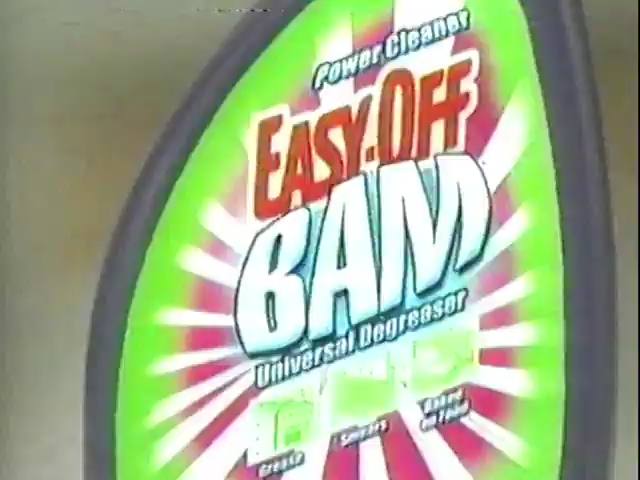 Power Cleaner
EASY-OFF
BAM
Universal Degreaser
Grease
Smears
Baked
on Food